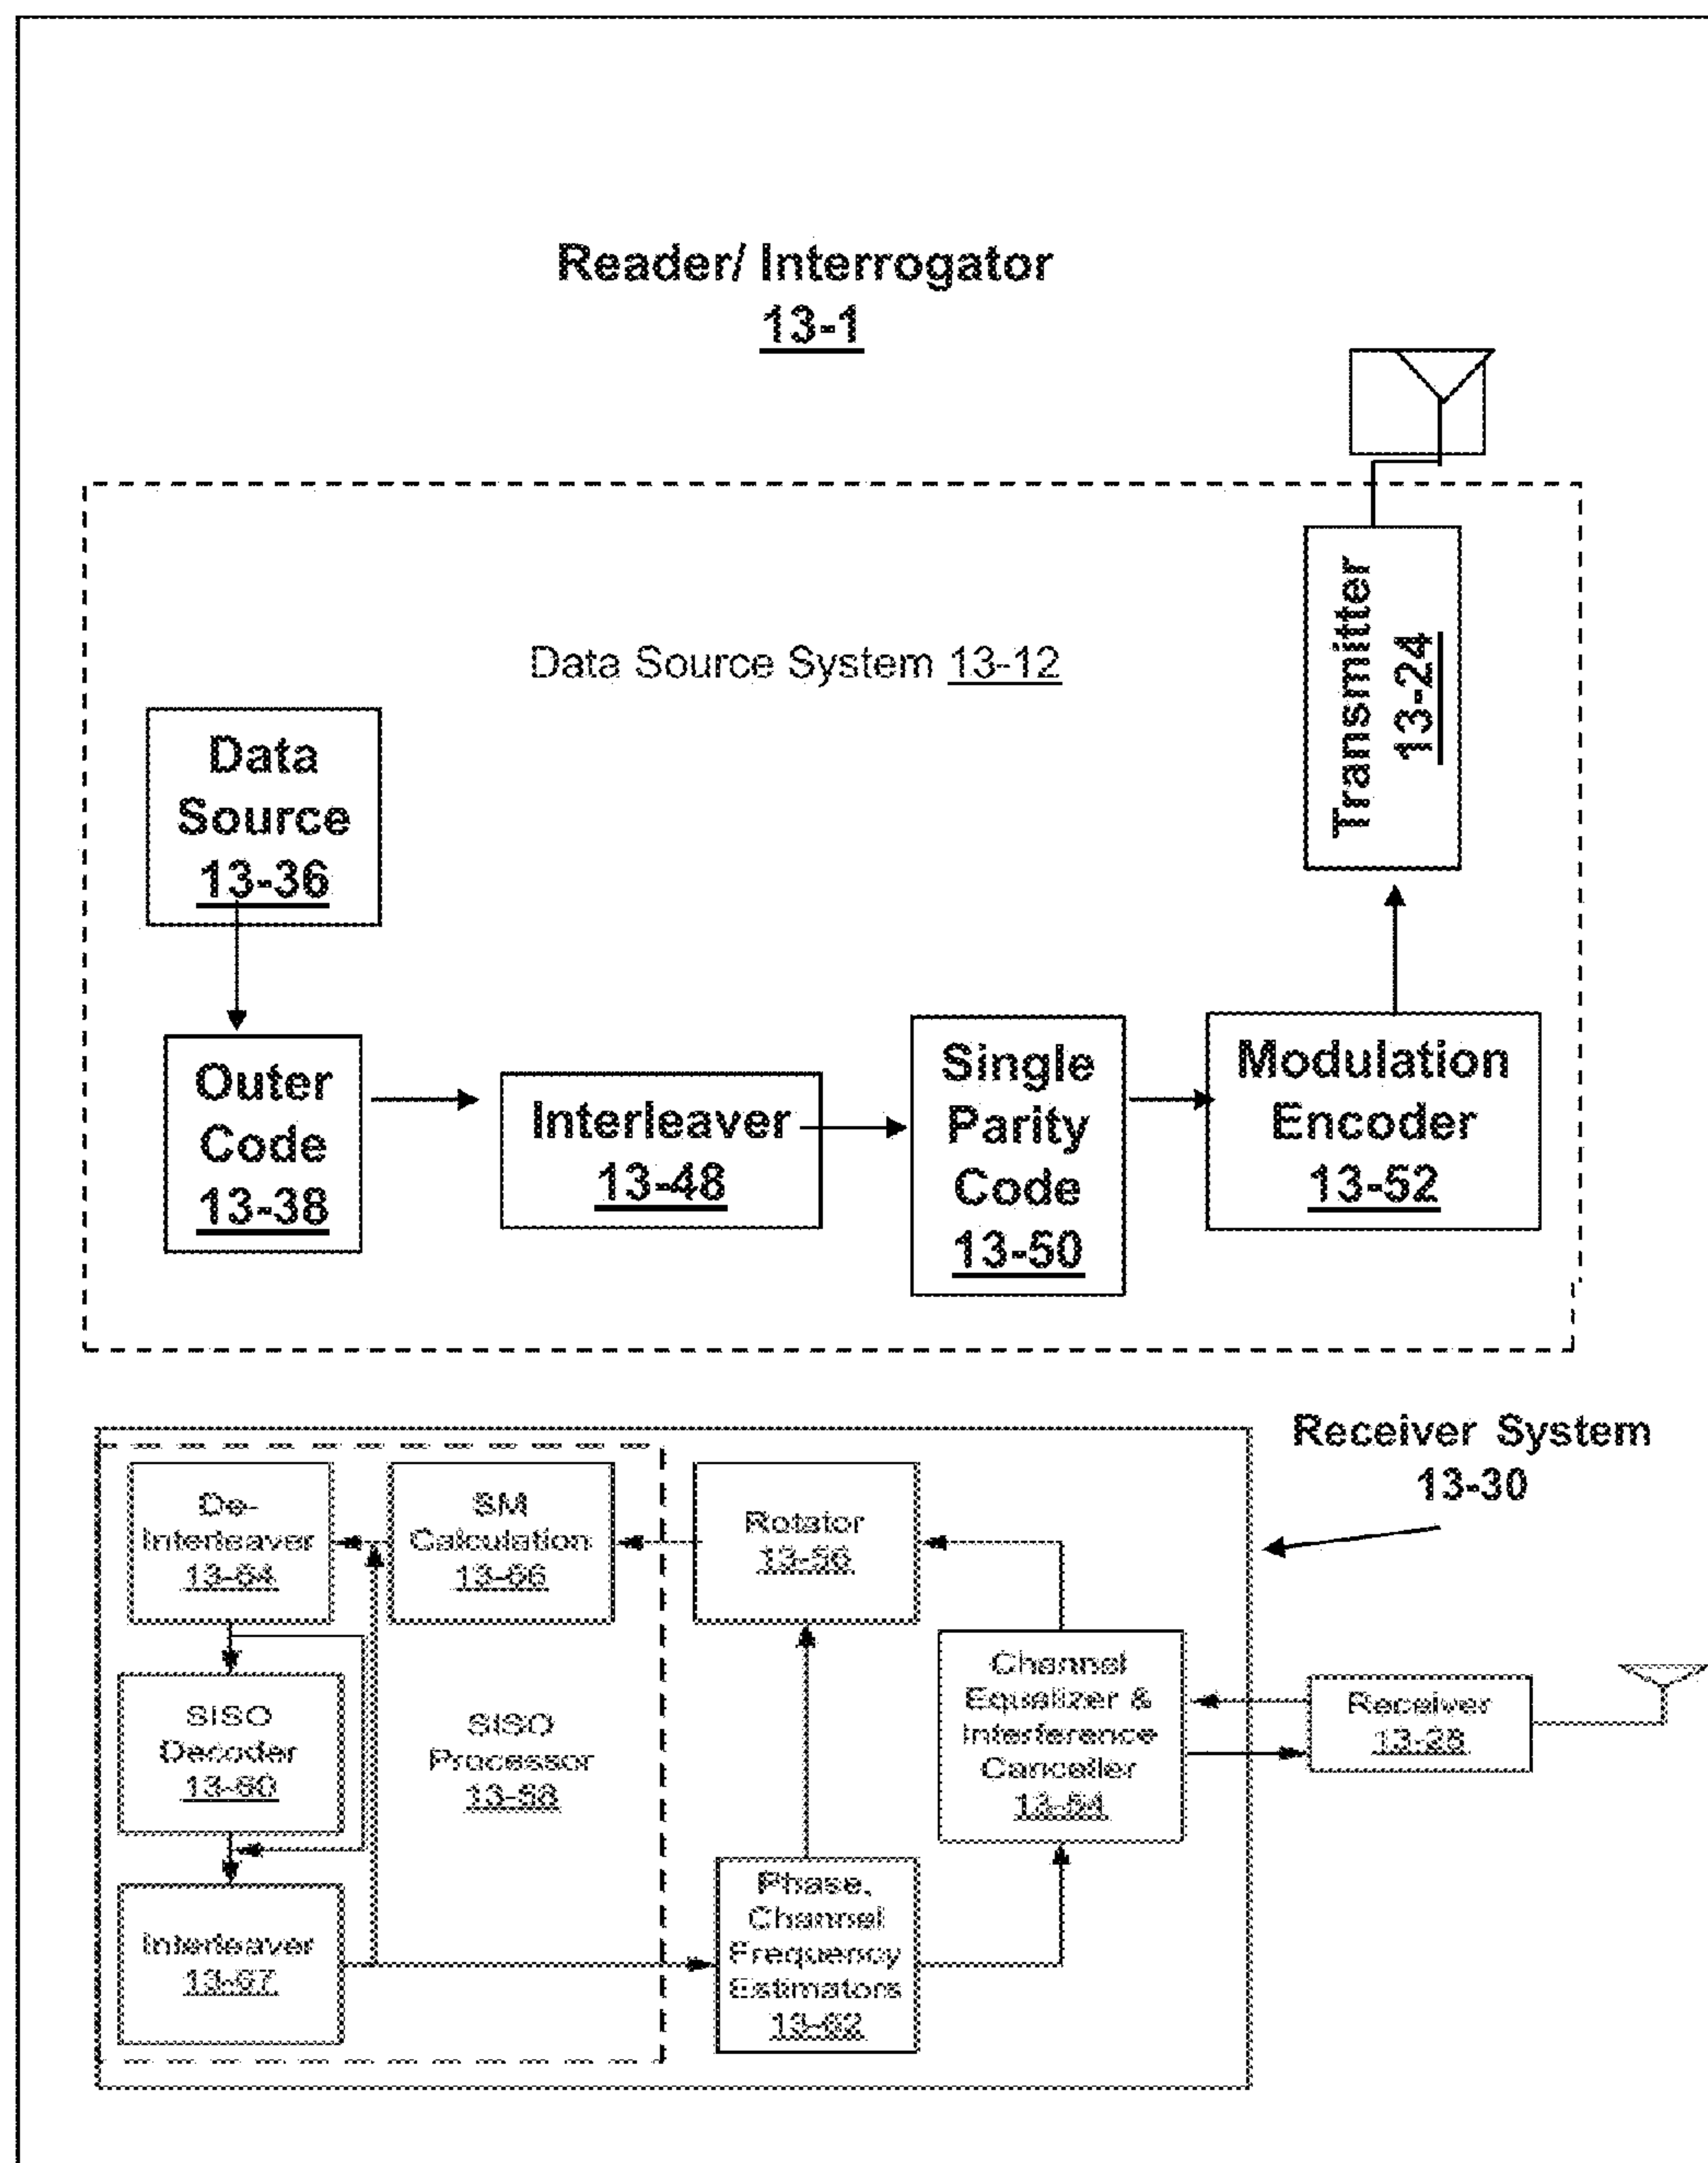 Reader/ Interrogator
13-1
Transmitter
13-24
Data Source System 13-12
Data
Source
13-36
Outer
Code
13-38
Interleaver
13-48
Single
Parity
Code
13-50
Modulation
Encoder
13-52
Receiver System
13-30
De-
Interleaver
13-64
SM
Calculation
13-66
Rotator
13-56
Channel
Equalizer &
Interference
Canceller
13-54
Receiver
13-28
SISO
Decoder
13-60
SISO
Processor
13-58
Interleaver
13-67
Phase,
Channel
Frequency
Estimators
13-62